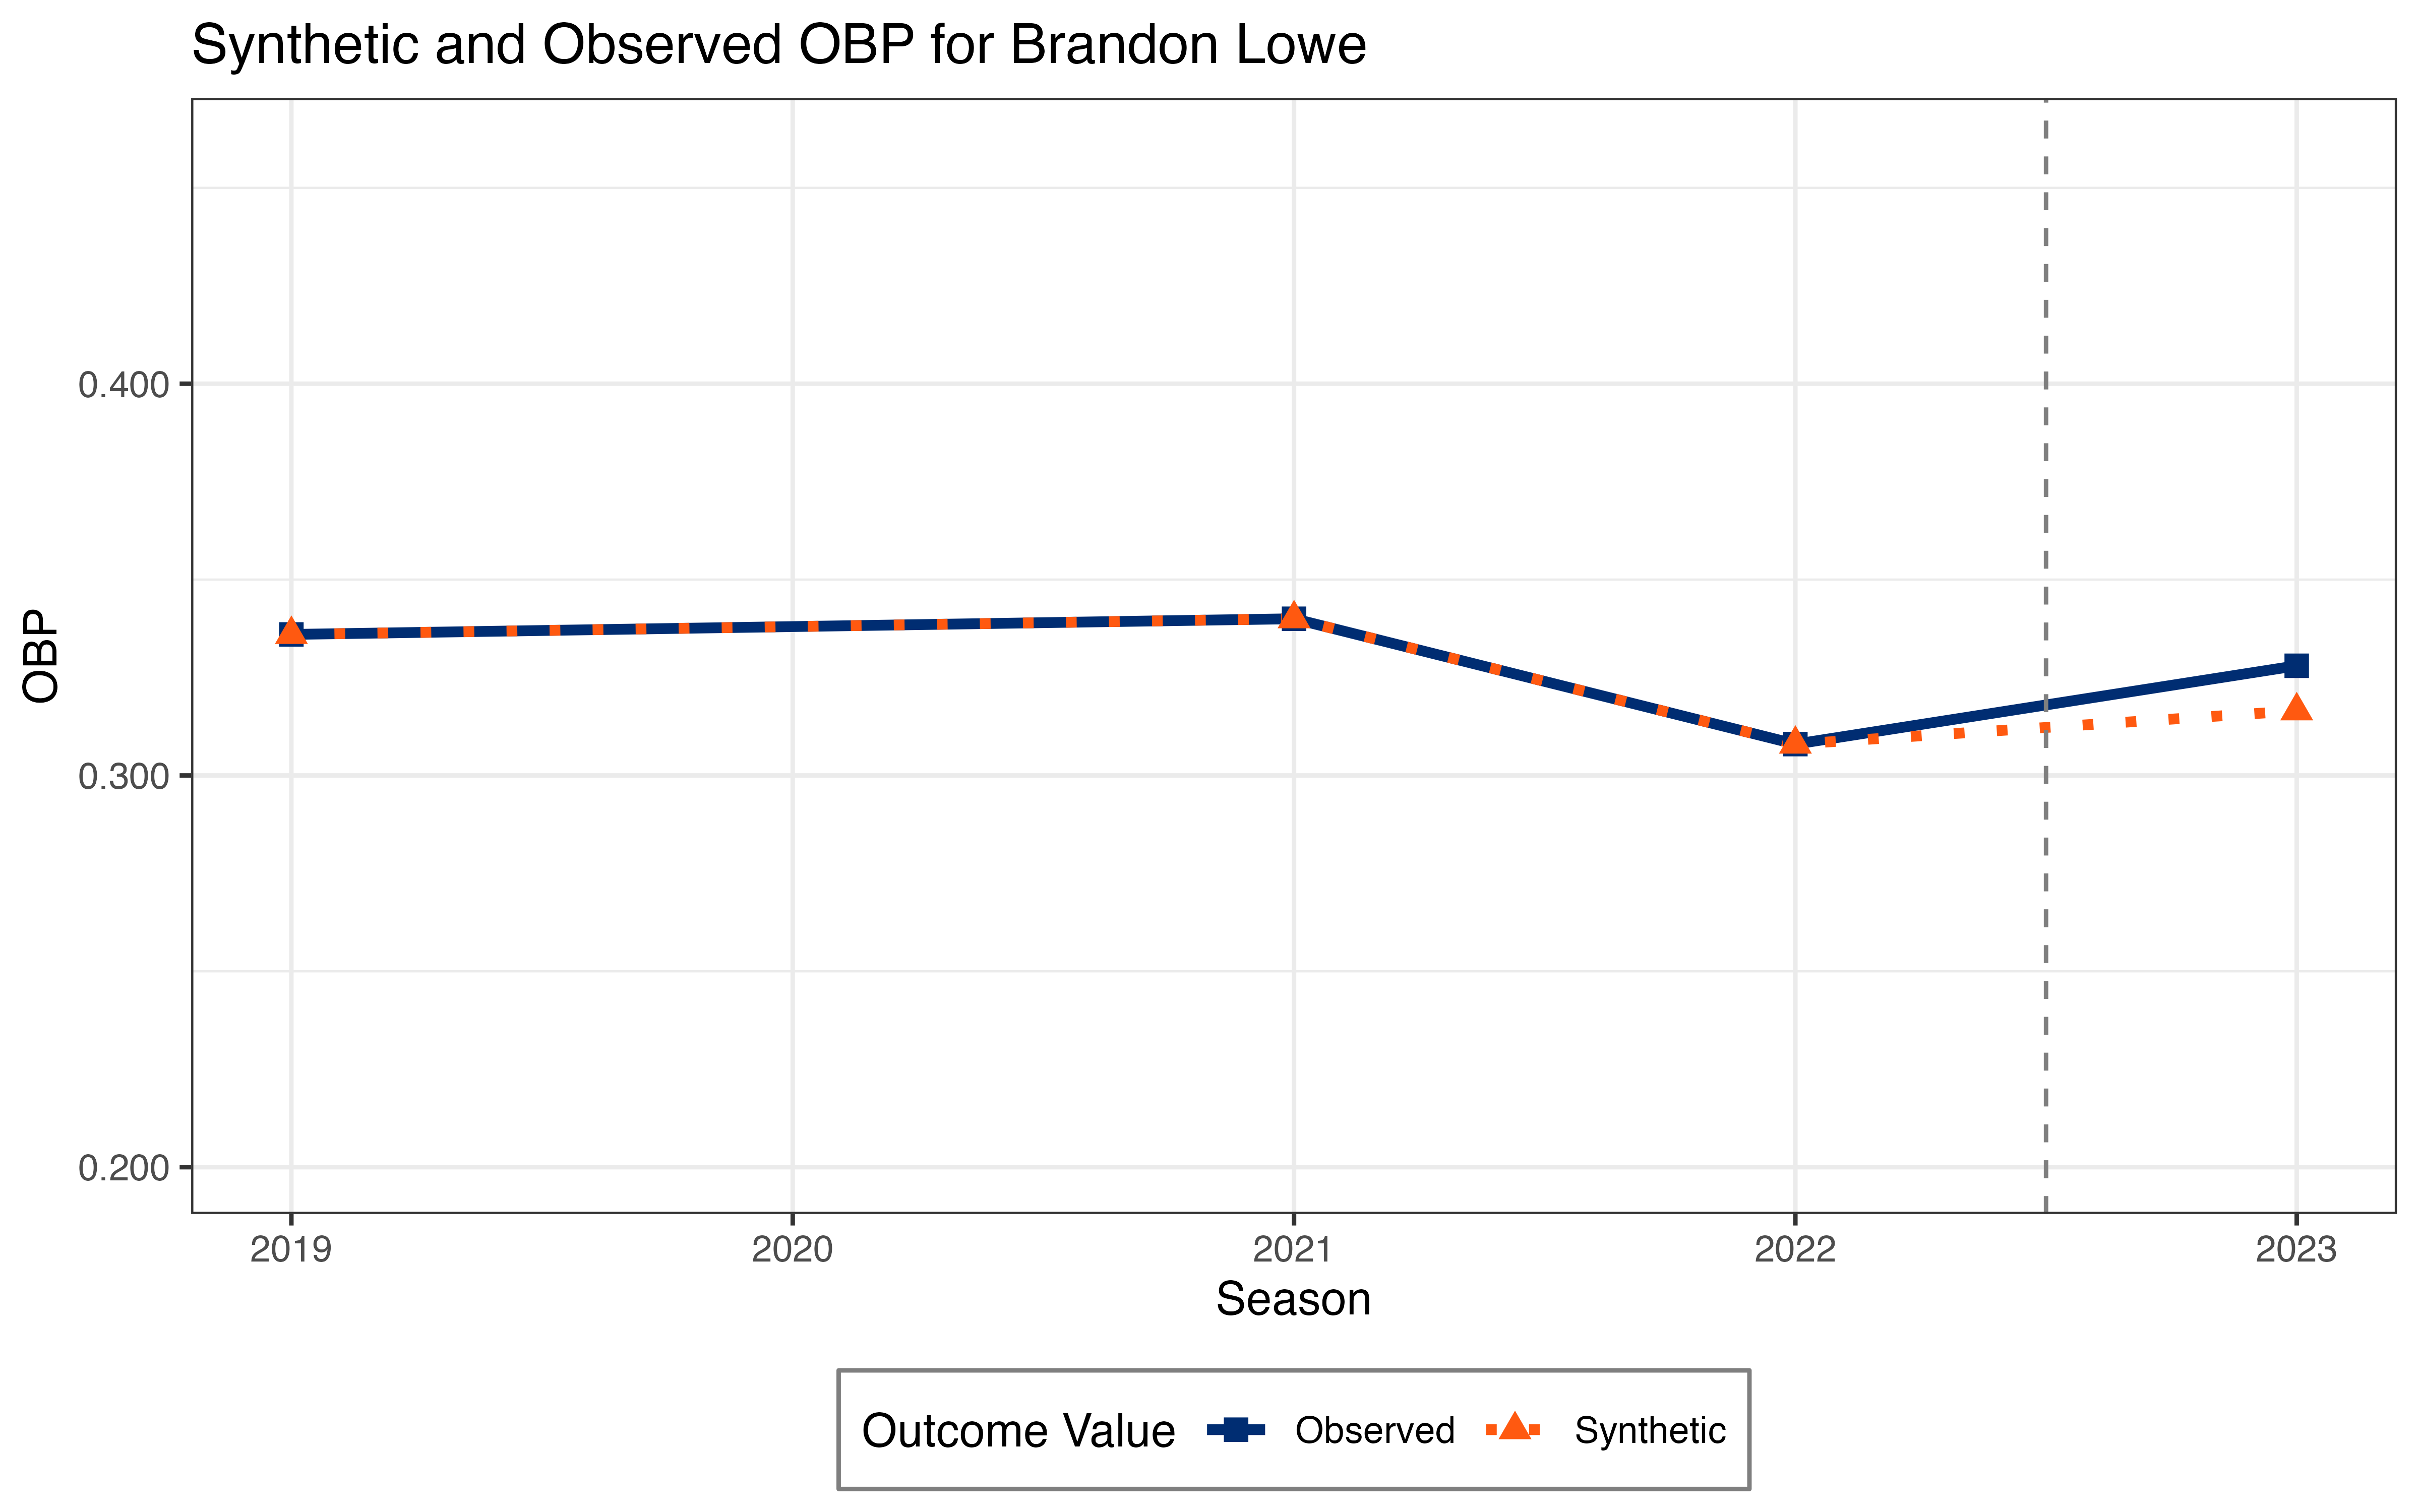 Synthetic and Observed OBP for Brandon Lowe
OBP
0.400
0.300
0.200
2019 2020 2021 2022 2023
Season
Outcome Value Observed Synthetic